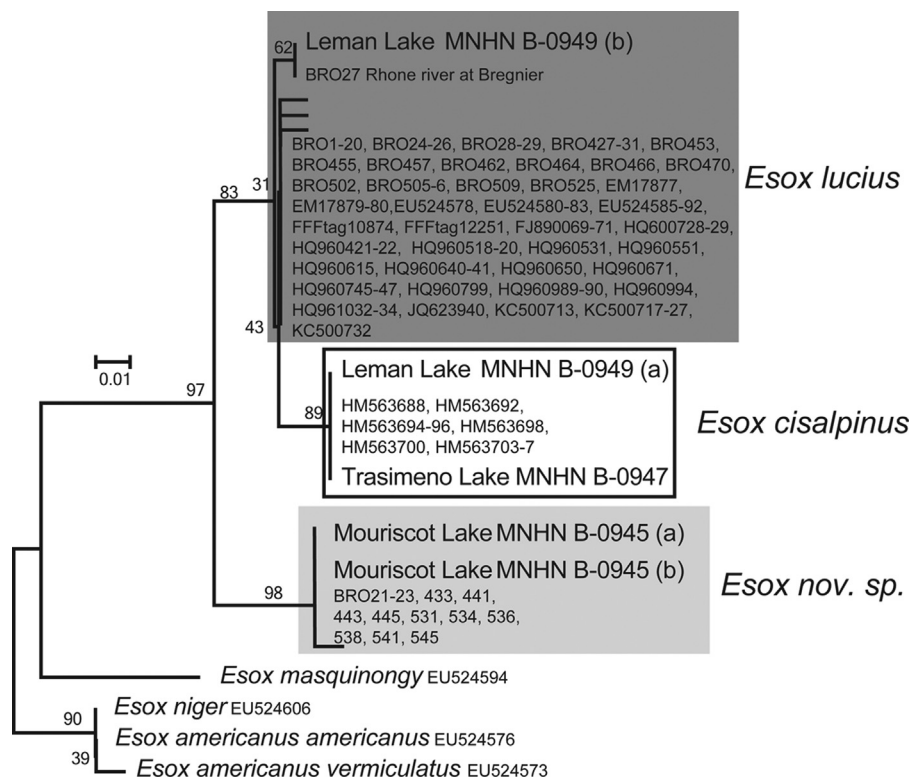 62
Leman Lake MNHN B-0949 (b)
BRO27 Rhone river at Bregnier
BRO1-20, BRO24-26, BRO28-29, BRO427-31, BRO453,
BRO455, BRO457, BRO462, BRO464, BRO466, BRO470,
BRO502, BRO505-6, BRO509, BRO525, EM17877,
EM17879-80,EU524578, EU524580-83, EU524585-92,
FFFtag10874, FFFtag12251, FJ890069-71, HQ600728-29,
HQ960421-22, HQ960518-20, HQ960531, HQ960551,
HQ960615, HQ960640-41, HQ960650, HQ960671,
HQ960745-47, HQ960799, HQ960989-90, HQ960994,
HQ961032-34, JQ623940, KC500713, KC500717-27,
KC500732
Esox lucius
83
31
43
0.01
97
Leman Lake MNHN B-0949 (a)
89
HM563688, HM563692,
HM563694-96, HM563698,
HM563700, HM563703-7
Trasimeno Lake MNHN B-0947
Esox cisalpinus
Mouriscot Lake MNHN B-0945 (a)
Mouriscot Lake MNHN B-0945 (b)
98
BRO21-23, 433, 441,
443, 445, 531, 534, 536,
538, 541, 545
Esox nov. sp.
Esox masquinongy EU524594
Esox niger EU524606
90
Esox americanus americanus EU524576
39
Esox americanus vermiculatus EU524573